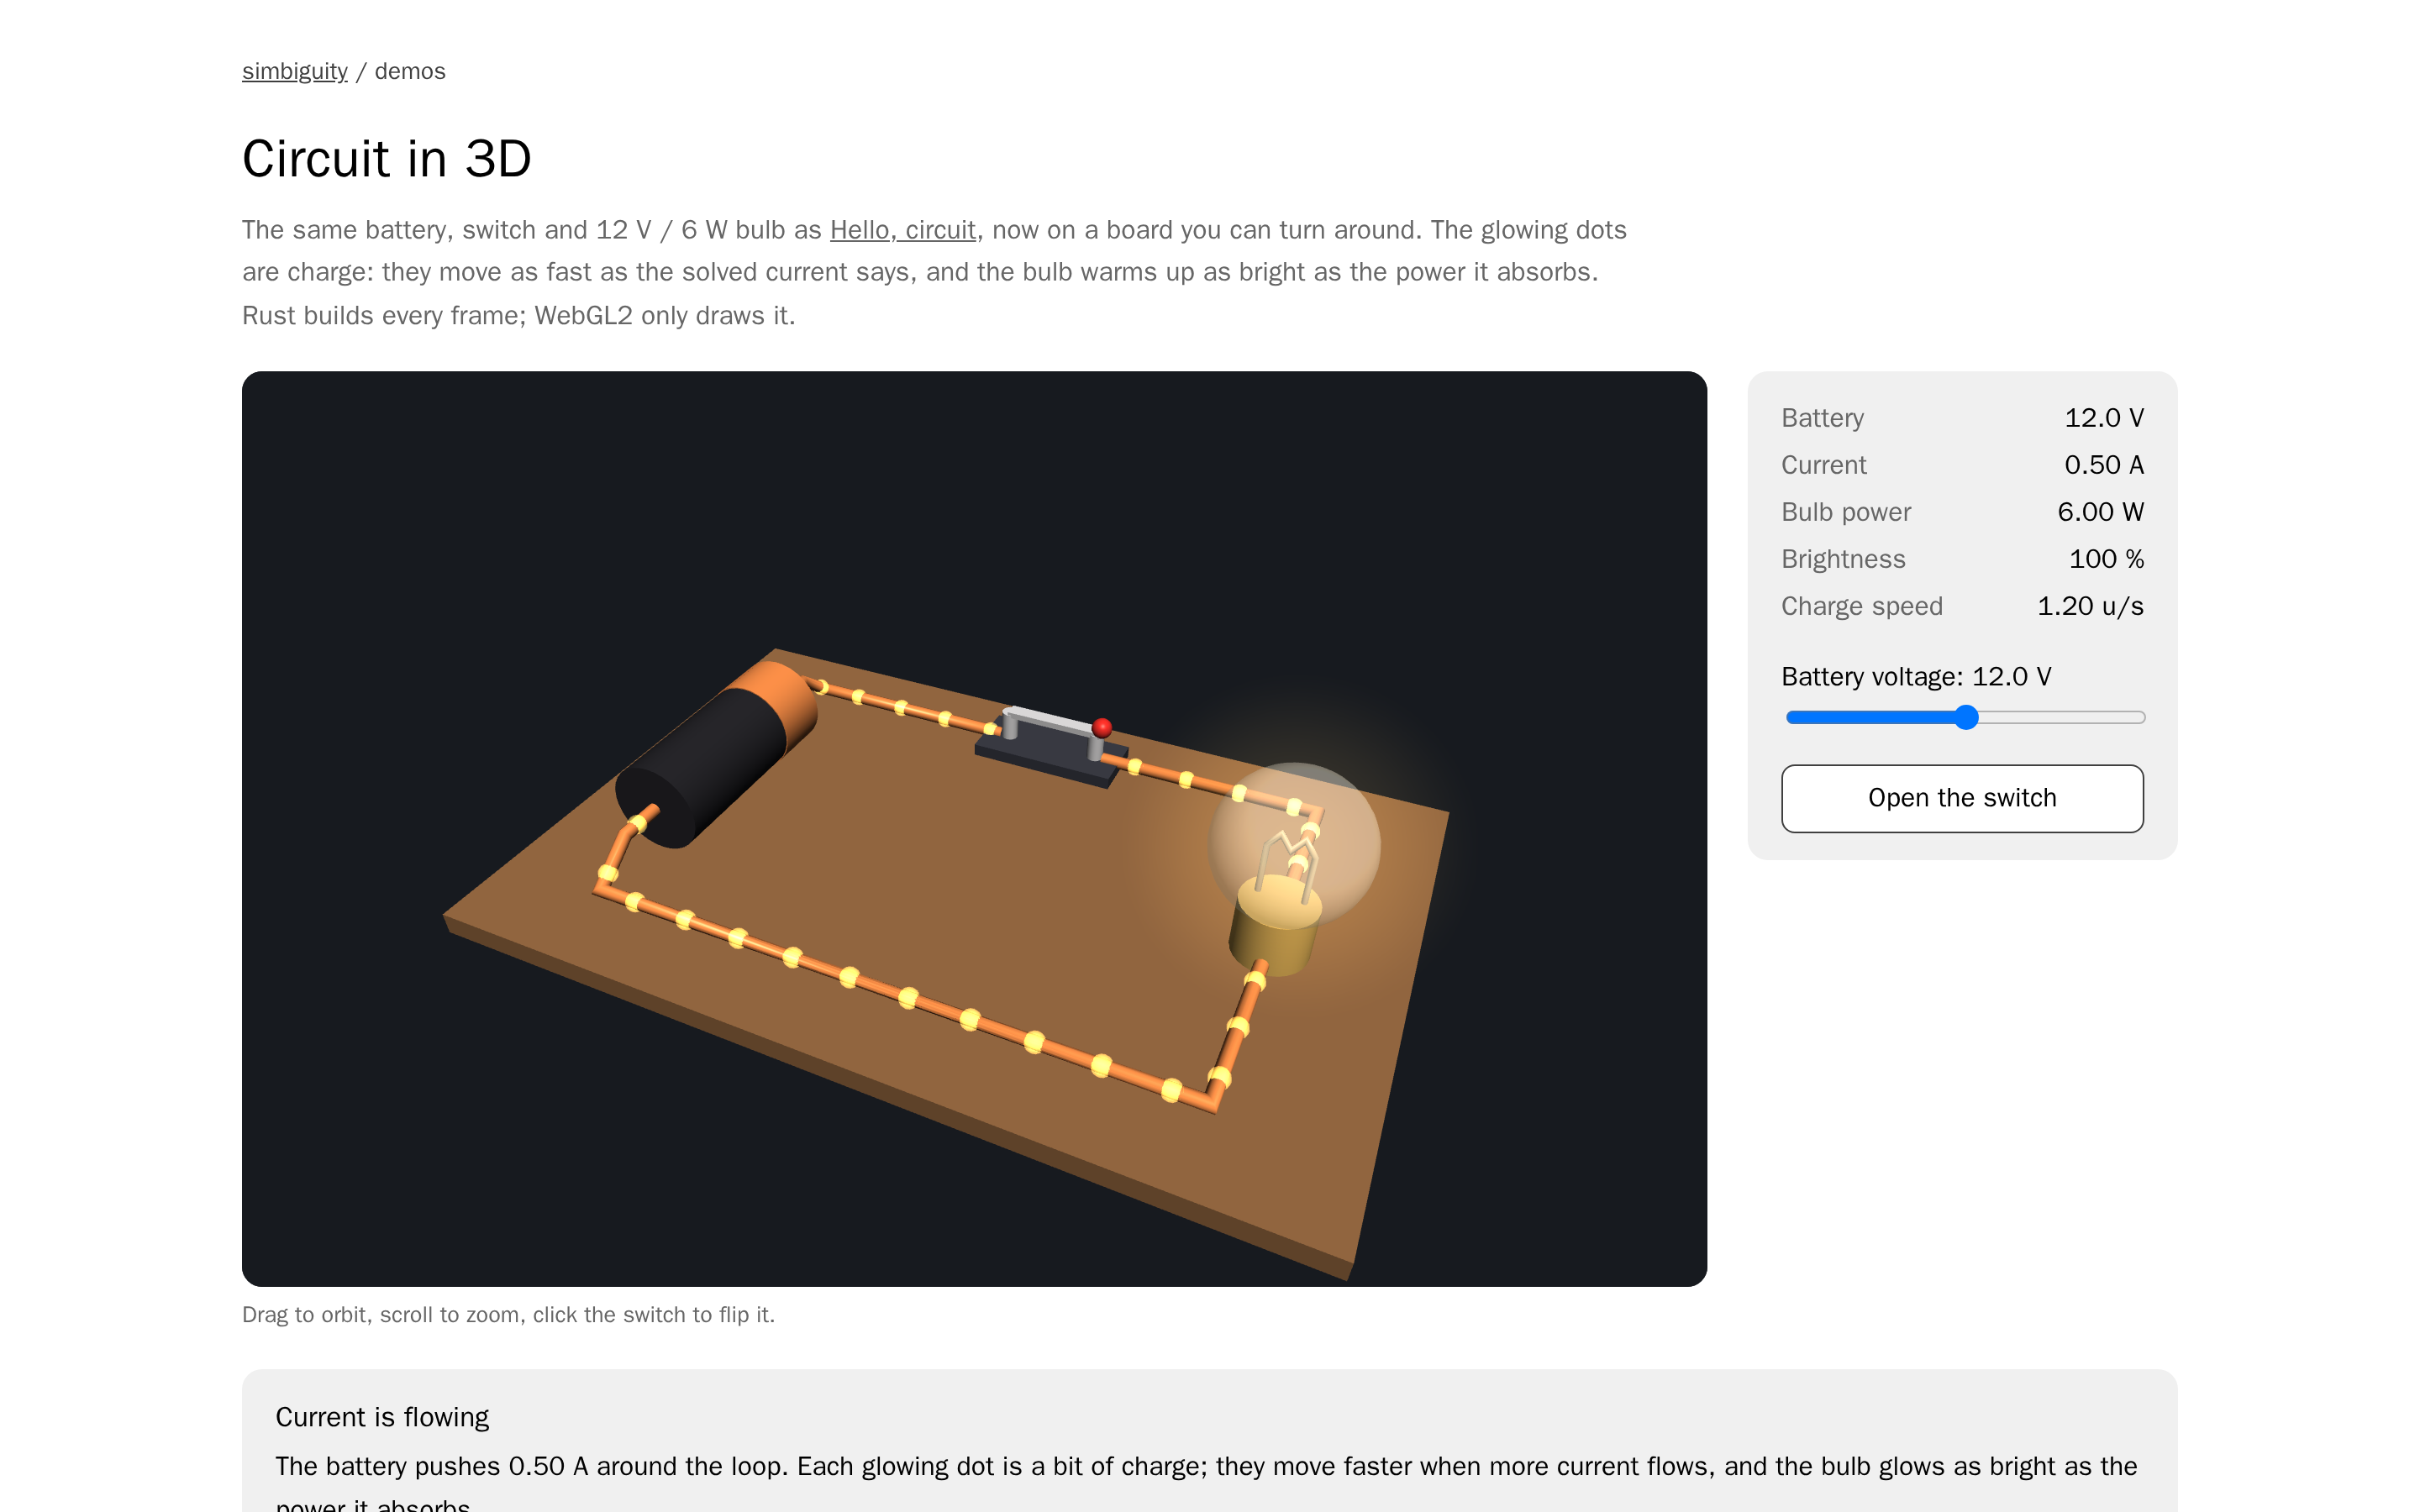 simbiguity / demos
Circuit in 3D
The same battery, switch and 12 V / 6 W bulb as Hello, circuit, now on a board you can turn around. The glowing dots
are charge: they move as fast as the solved current says, and the bulb warms up as bright as the power it absorbs.
Rust builds every frame; WebGL2 only draws it.
Battery 12.0 V
Current 0.50 A
Bulb power 6.00 W
Brightness 100 %
Charge speed 1.20 u/s
Battery voltage: 12.0 V
Open the switch
Drag to orbit, scroll to zoom, click the switch to flip it.
Current is flowing
The battery pushes 0.50 A around the loop. Each glowing dot is a bit of charge; they move faster when more current flows, and the bulb glows as bright as the
power it absorbs.